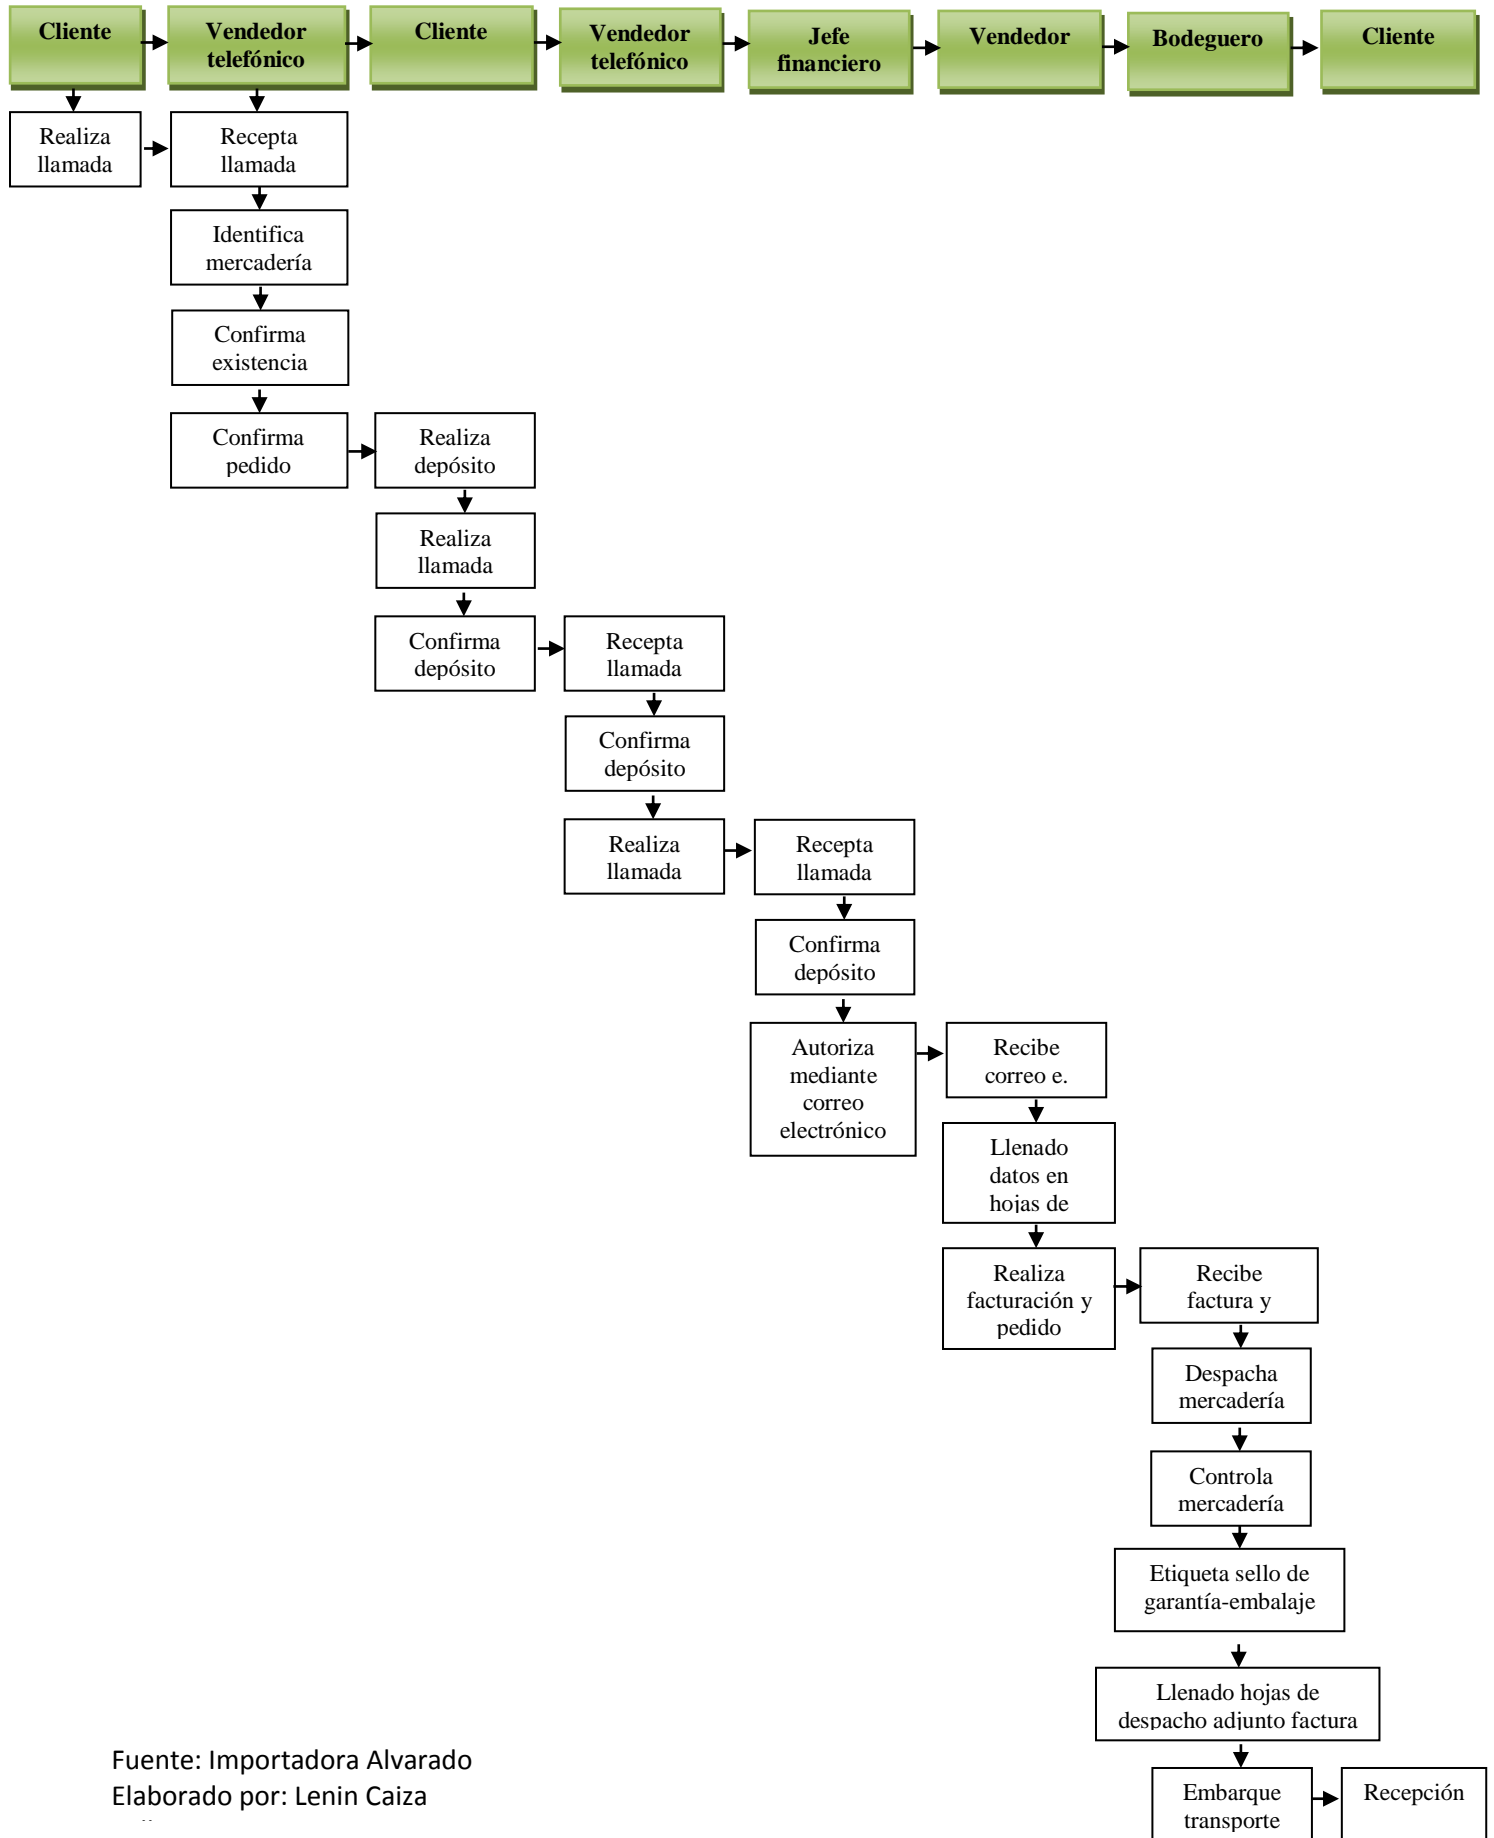 Cliente
Vendedor
telefónico
Cliente
Vendedor
telefónico
Jefe
financiero
Vendedor
Bodeguero
Cliente
Realiza
llamada
Recepta
llamada
Identifica
mercadería
Confirma
existencia
Confirma
pedido
Realiza
depósito
Realiza
llamada
Confirma
depósito
Recepta
llamada
Confirma
depósito
Realiza
llamada
Recepta
llamada
Confirma
depósito
Autoriza
mediante
correo
electrónico
Recibe
correo e.
Llenado
datos en
hojas de
Realiza
facturación y
pedido
Recibe
factura y
Despacha
mercadería
Controla
mercadería
Etiqueta sello de
garantía-embalaje
Llenado hojas de
despacho adjunto factura
Embarque
transporte
Recepción
Fuente: Importadora Alvarado
Elaborado por: Lenin Caiza